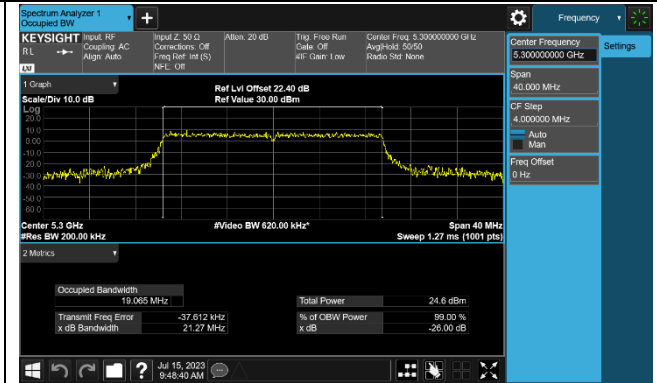 Spectrum Analyzer 1
Occupied BW
Frequency
KEYSIGHT Input: RF Input Z: 50 Ω Atten: 20 dB Trig: Free Run Center Freq: 5.300000000 GHz
RL Coupling: AC Corrections: Off Gate: Off Avg|Hold: 50/50
Align: Auto Freq Ref: Int (S) #IF Gain: Low Radio Std: None
LXI NFE: Off
Center Frequency
5.300000000 GHz
Settings
Span
40.000 MHz
CF Step
4.000000 MHz
Auto
Man
Freq Offset
0 Hz
1 Graph
Ref Lvl Offset 22.40 dB
Scale/Div 10.0 dB Ref Value 30.00 dBm
Log
20.0
10.0
0.00
-10.0
-20.0
-30.0
-40.0
-50.0
-60.0
Center 5.3 GHz #Video BW 620.00 kHz* Span 40 MHz
#Res BW 200.00 kHz Sweep 1.27 ms (1001 pts)
2 Metrics
Occupied Bandwidth
19.065 MHz Total Power 24.6 dBm
Transmit Freq Error -37.612 kHz % of OBW Power 99.00 %
x dB Bandwidth 21.27 MHz x dB -26.00 dB
Jul 15, 2023
9:48:40 AM